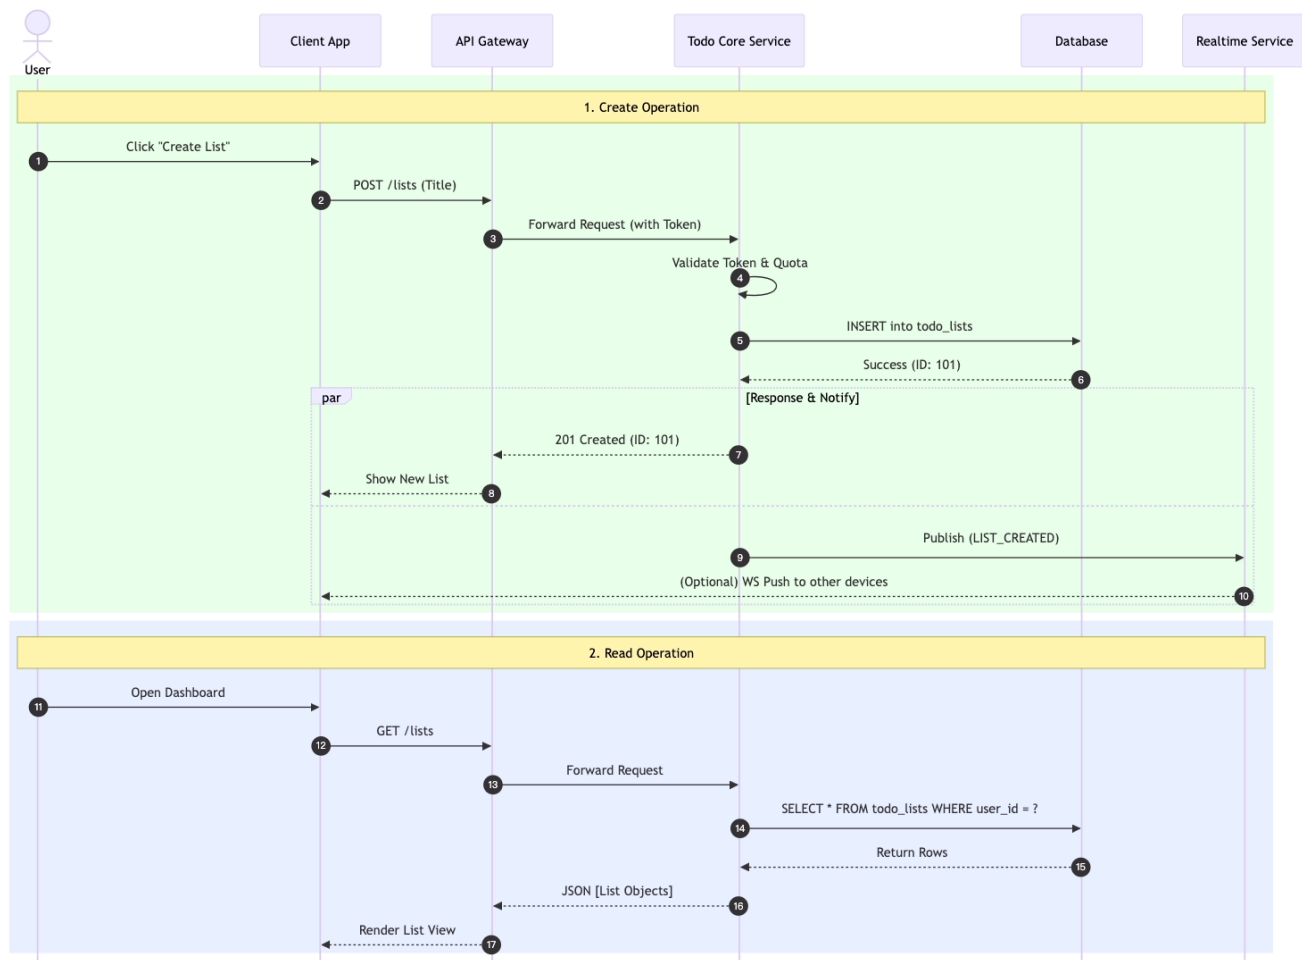 User
Client App
API Gateway
Todo Core Service
Database
Realtime Service
1. Create Operation
1
Click "Create List"
2
POST /lists (Title)
3
Forward Request (with Token)
Validate Token & Quota
4
INSERT into todo_lists
5
Success (ID: 101)
6
par
[Response & Notify]
201 Created (ID: 101)
7
Show New List
8
Publish (LIST_CREATED)
9
(Optional) WS Push to other devices
10
2. Read Operation
Open Dashboard
11
GET /lists
12
Forward Request
13
SELECT * FROM todo_lists WHERE user_id = ?
14
Return Rows
15
JSON [List Objects]
16
Render List View
17